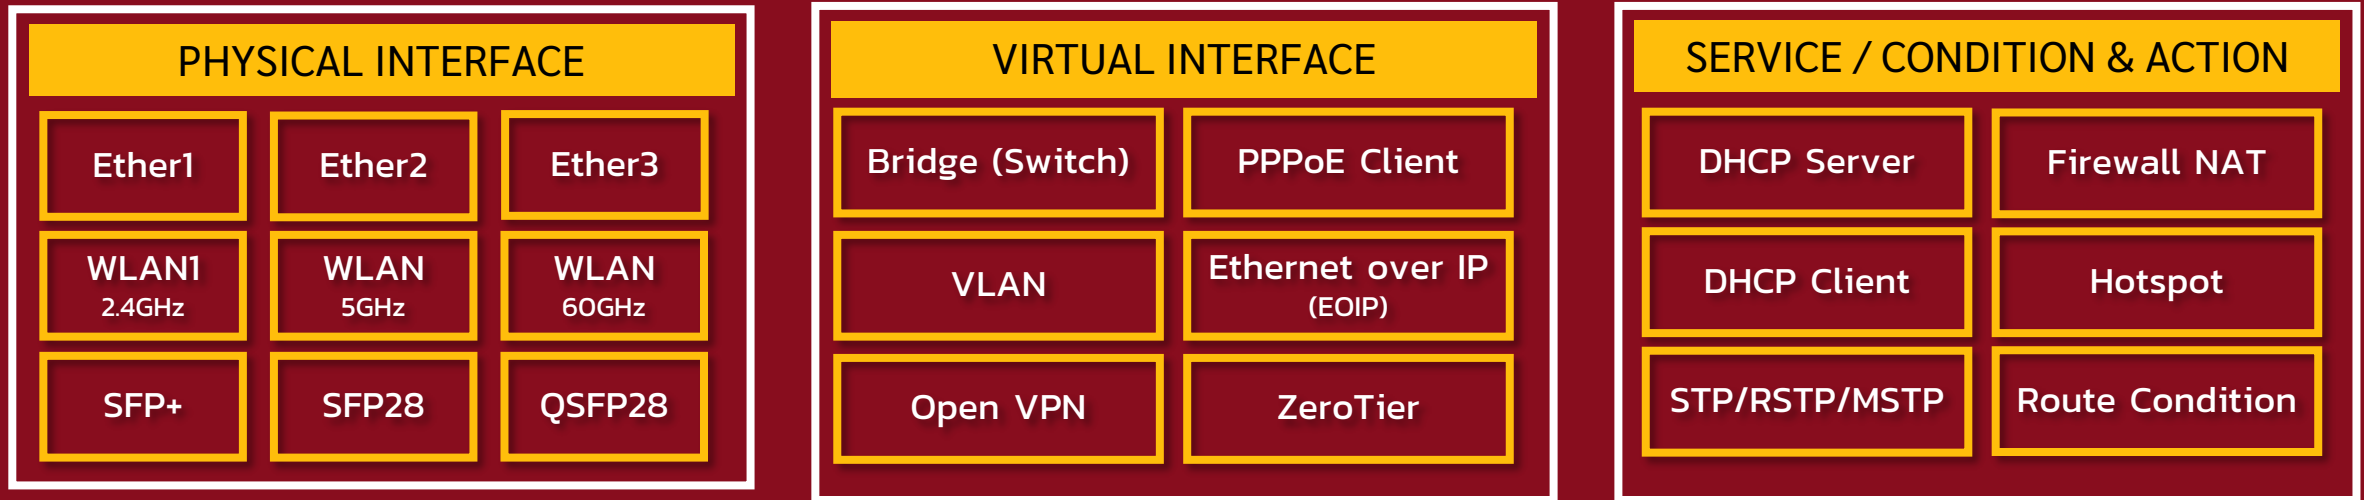 PHYSICAL INTERFACE
Ether1
Ether2
Ether3
WLAN1
2.4GHz
WLAN
5GHz
WLAN
60GHz
SFP+
SFP28
QSFP28
VIRTUAL INTERFACE
Bridge (Switch)
PPPoE Client
VLAN
Ethernet over IP
(EOIP)
Open VPN
ZeroTier
SERVICE / CONDITION & ACTION
DHCP Server
Firewall NAT
DHCP Client
Hotspot
STP/RSTP/MSTP
Route Condition